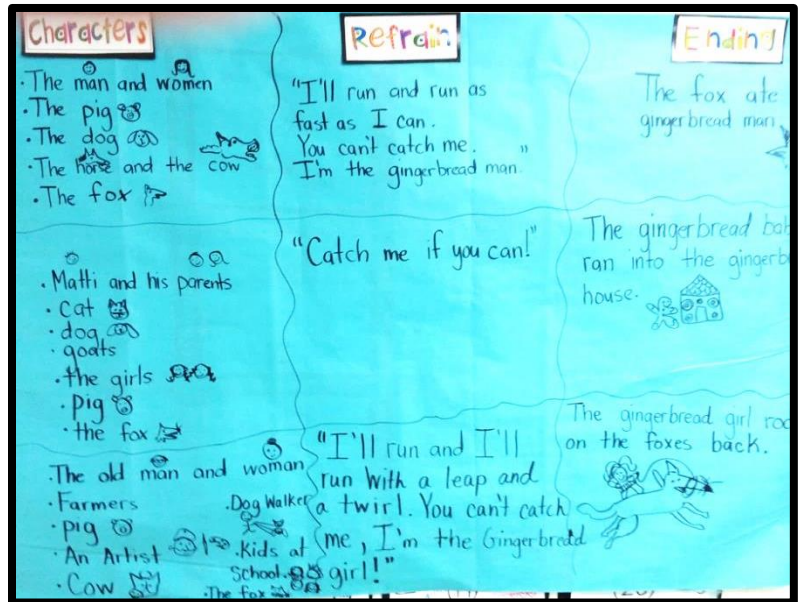 Characters
Refrain
Ending
·The man and women
·The pig
·The dog
·The horse and the cow
·The fox
"I'll run and run as
fast as I can.
You can't catch me.
I'm the gingerbread man."
The fox ate
gingerbread man
·Matti and his parents
·cat
·dog
·goats
·the girls
·pig
·the fox
"Catch me if you can!"
The gingerbread
ran into the
house.
·The old man and woman
·Farmers
·pig
·An Artist
·Cow
·Dog Walker
·Kids at
School
·The fox
"I'll run and I'll
run with a leap and
a twirl. You can't catch
me, I'm the Gingerbread
girl!"
The gingerbread girl
on the foxes back.